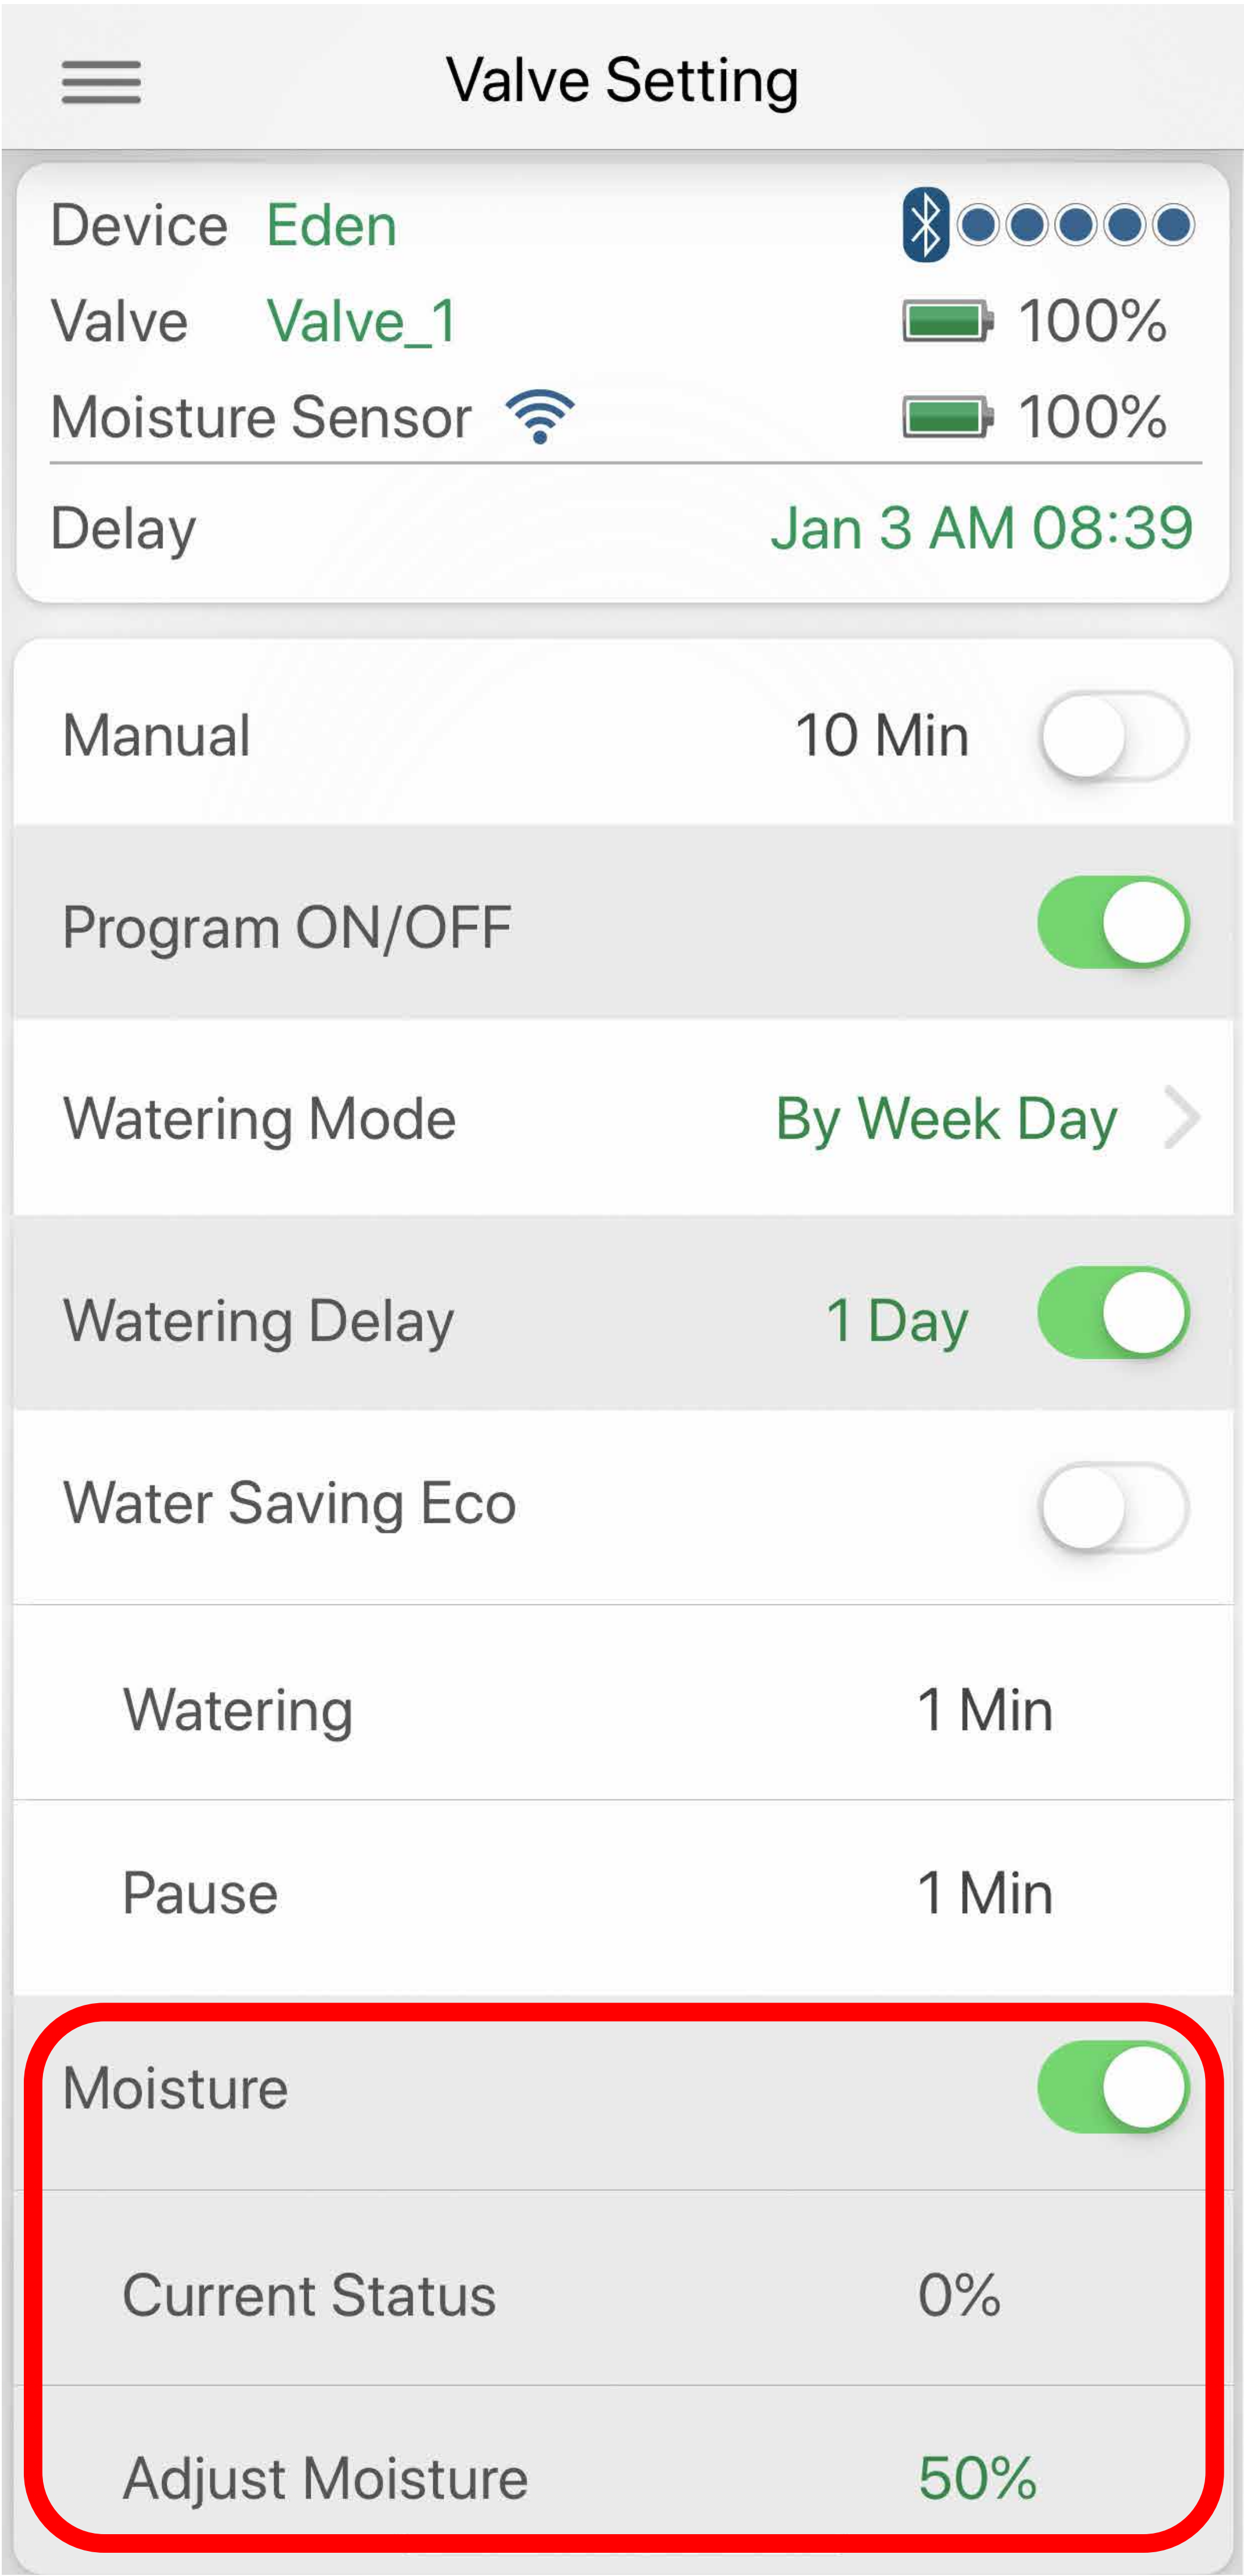 Valve Setting
Device Eden
Valve Valve_1 100%
Moisture Sensor 100%
Delay Jan 3 AM 08:39
Manual 10 Min
Program ON/OFF
Watering Mode By Week Day
Watering Delay 1 Day
Water Saving Eco
Watering 1 Min
Pause 1 Min
Moisture
Current Status 0%
Adjust Moisture 50%